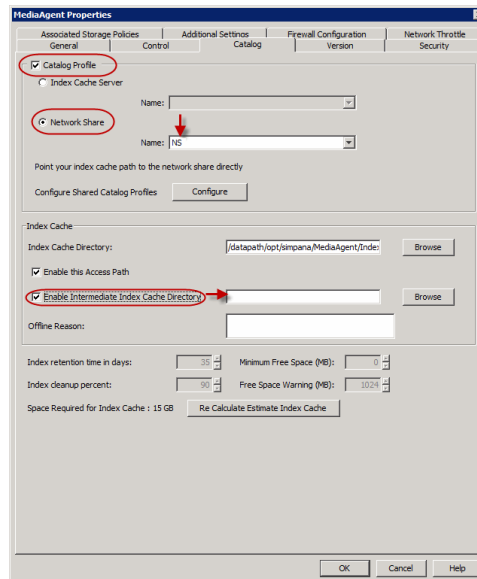 MediaAgent Properties
Associated Storage Policies Additional Settings Firewall Configuration Network Throttle
General Control Catalog Version Security
Catalog Profile
Index Cache Server
Name:
Network Share
Name: NS
Point your index cache path to the network share directly
Configure Shared Catalog Profiles Configure
Index Cache
Index Cache Directory: /datapath/opt/simpana/MediaAgent/Inde: Browse
Enable this Access Path
Enable Intermediate Index Cache Directory Browse
Offline Reason:
Index retention time in days: 35 Minimum Free Space (MB): 0
Index cleanup percent: 90 Free Space Warning (MB): 1024
Space Required for Index Cache : 15 GB Re Calculate Estimate Index Cache
OK Cancel Help